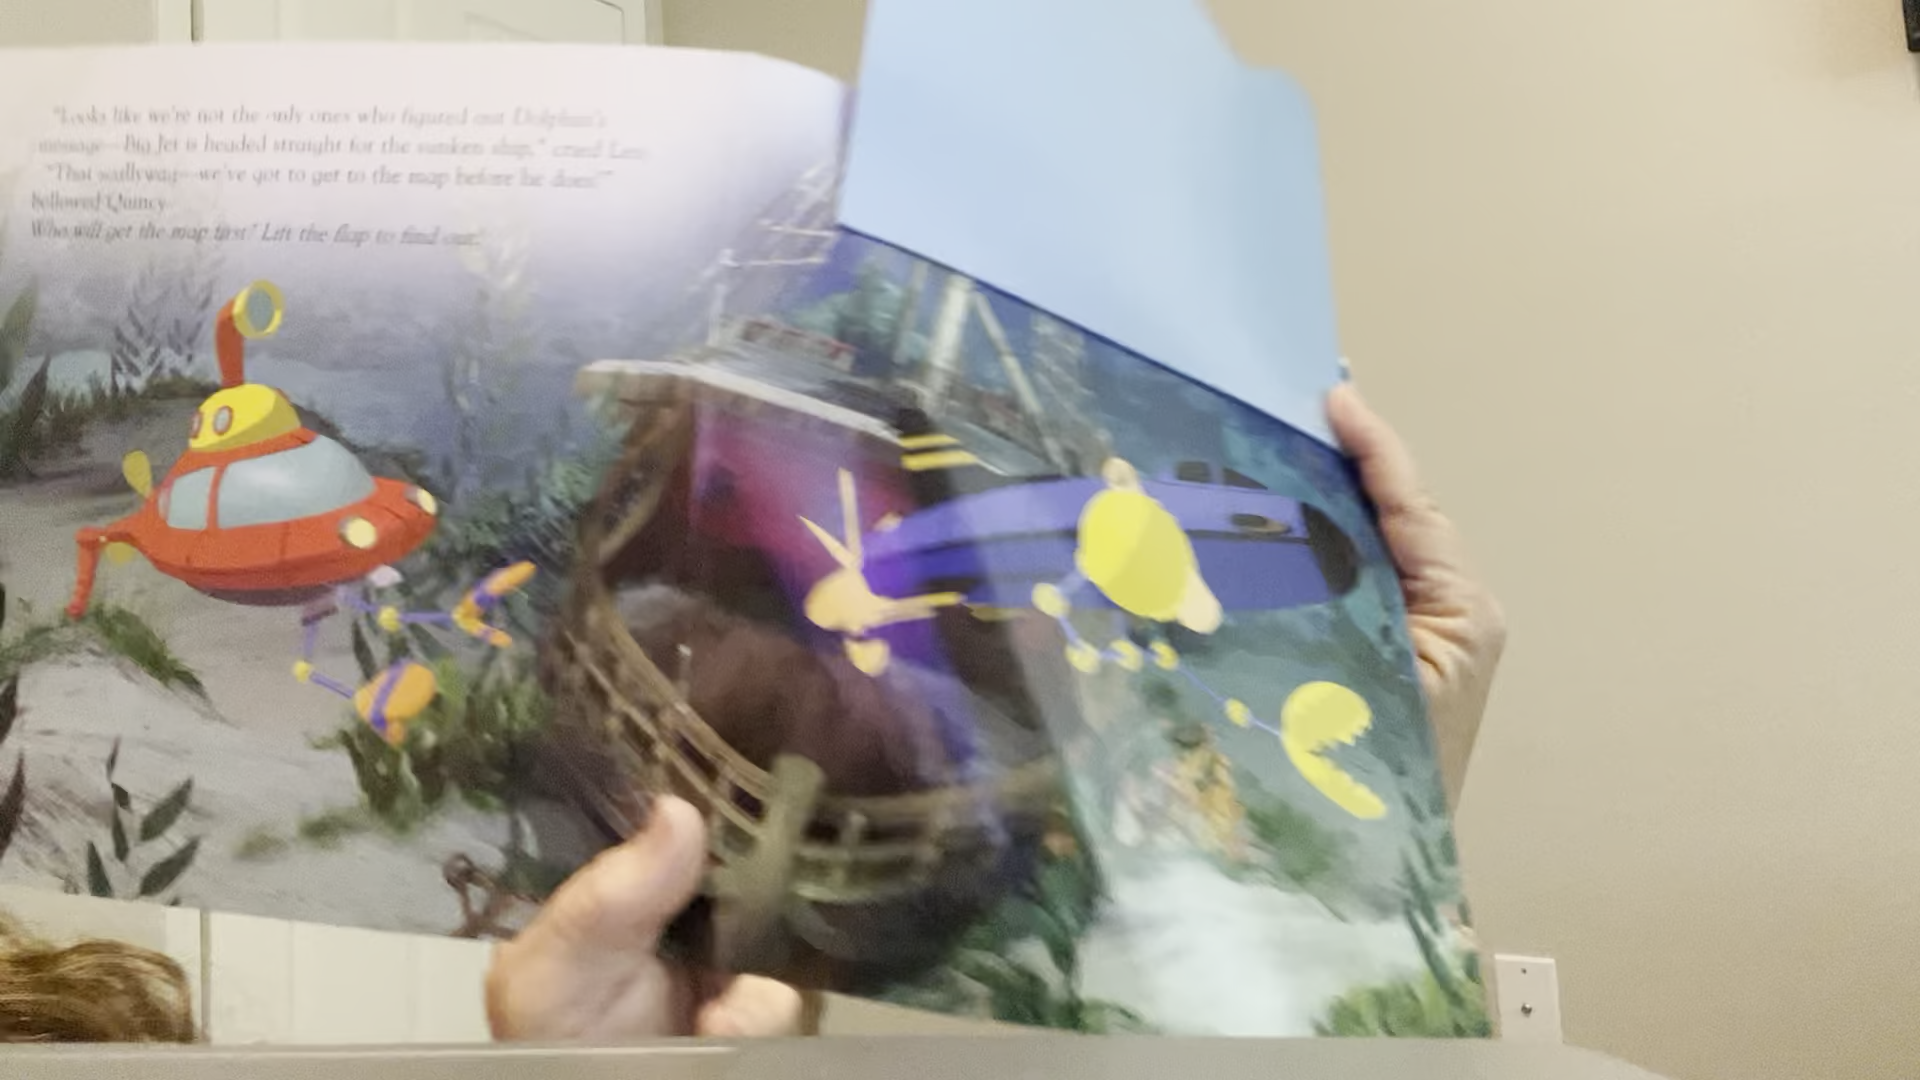 "Looks like we're not the only ones who figured out Dolphin's
message—Big Jet is headed straight for the sunken ship," cried Leo.
"That scallywag—we've got to get to the map before he does!"
bellowed Quincy.
Who will get the map first? Lift the flap to find out!